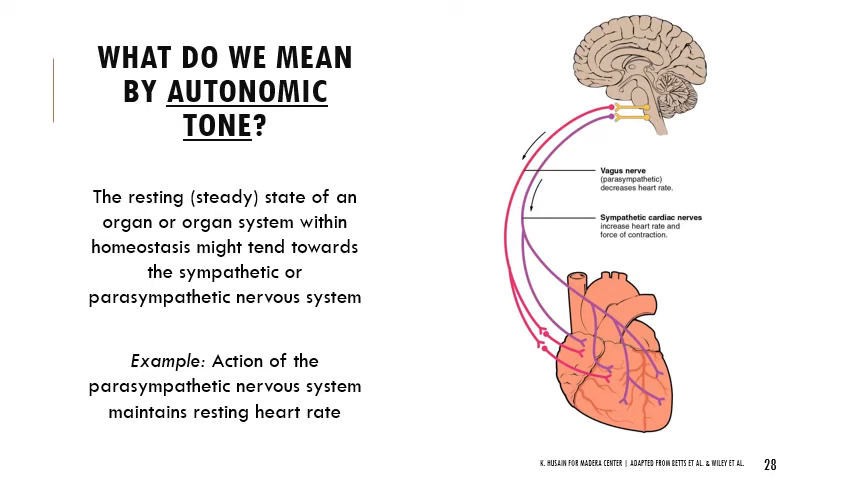 WHAT DO WE MEAN
BY AUTONOMIC
TONE?
The resting (steady) state of an
organ or organ system within
homeostasis might tend towards
the sympathetic or
parasympathetic nervous system
Example: Action of the
parasympathetic nervous system
maintains resting heart rate
Vagus nerve
(parasympathetic)
decreases heart rate.
Sympathetic cardiac nerves
increase heart rate and
force of contraction.
K. HUSAIN FOR MADERA CENTER | ADAPTED FROM BETTS ET AL. & WILEY ET AL.
28